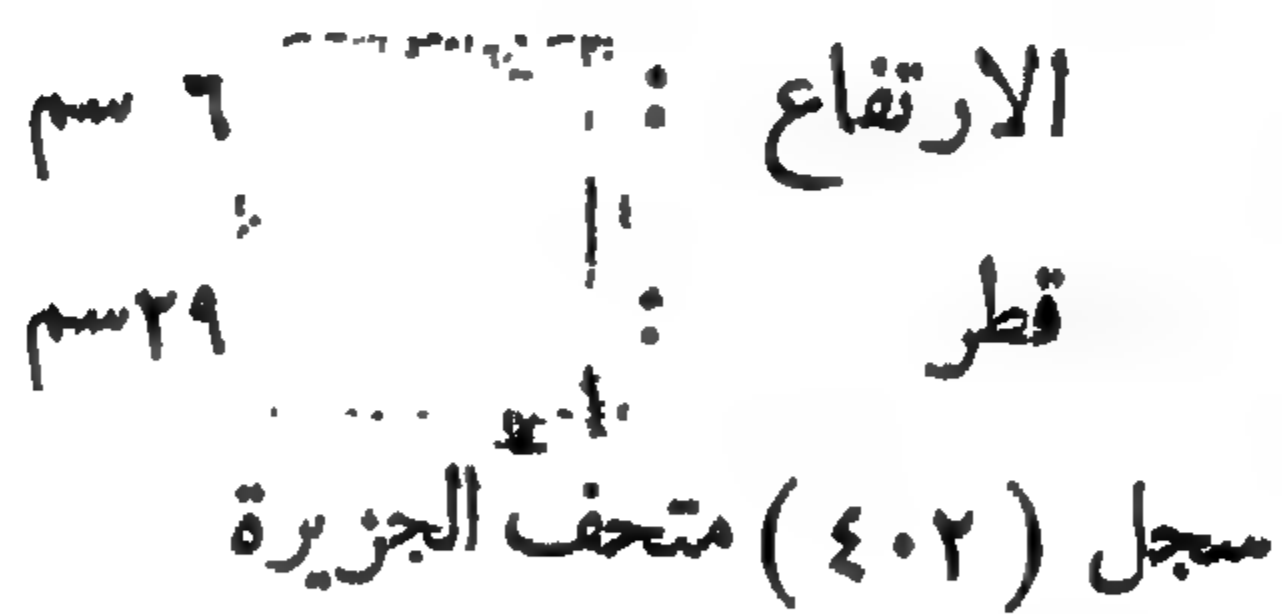 الارتفاع : ٦ سم
قطر : ٢٩سم
سجل (٤٠٢) متحف الجزيرة